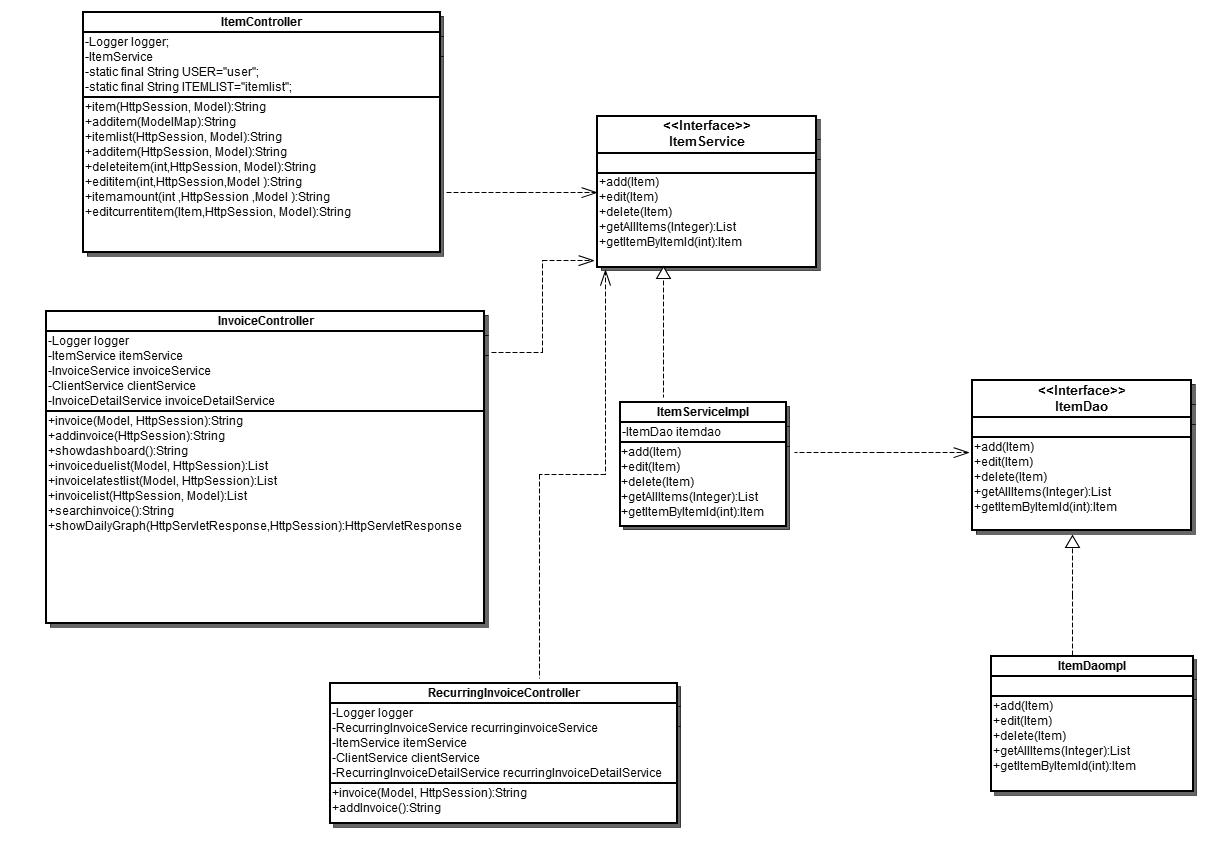 ItemController
-Logger logger;
-ItemService
-static final String USER="user";
-static final String ITEMLIST="itemlist";
+item(HttpSession, Model):String
+additem(ModelMap):String
+itemlist(HttpSession, Model):String
+additem(HttpSession, Model):String
+deleteitem(int,HttpSession, Model):String
+edititem(int,HttpSession,Model ):String
+itemamount(int ,HttpSession ,Model ):String
+editcurrentitem(Item,HttpSession, Model):String
<<Interface>>
ItemService
+add(Item)
+edit(Item)
+delete(Item)
+getAllItems(Integer):List
+getItemByItemId(int):Item
InvoiceController
-Logger logger
-ItemService itemService
-InvoiceService invoiceService
-ClientService clientService
-InvoiceDetailService invoiceDetailService
+invoice(Model, HttpSession):String
+addinvoice(HttpSession):String
+showdashboard():String
+invoiceduelist(Model, HttpSession):List
+invoicelatestlist(Model, HttpSession):List
+invoicelist(HttpSession, Model):List
+searchinvoice():String
+showDailyGraph(HttpServletResponse,HttpSession):HttpServletResponse
ItemServiceImpl
-ItemDao itemdao
+add(Item)
+edit(Item)
+delete(Item)
+getAllItems(Integer):List
+getItemByItemId(int):Item
<<Interface>>
ItemDao
+add(Item)
+edit(Item)
+delete(Item)
+getAllItems(Integer):List
+getItemByItemId(int):Item
ItemDaompl
+add(Item)
+edit(Item)
+delete(Item)
+getAllItems(Integer):List
+getItemByItemId(int):Item
RecurringInvoiceController
-Logger logger
-RecurringInvoiceService recurringinvoiceService
-ItemService itemService
-ClientService clientService
-RecurringInvoiceDetailService recurringInvoiceDetailService
+invoice(Model, HttpSession):String
+addInvoice():String